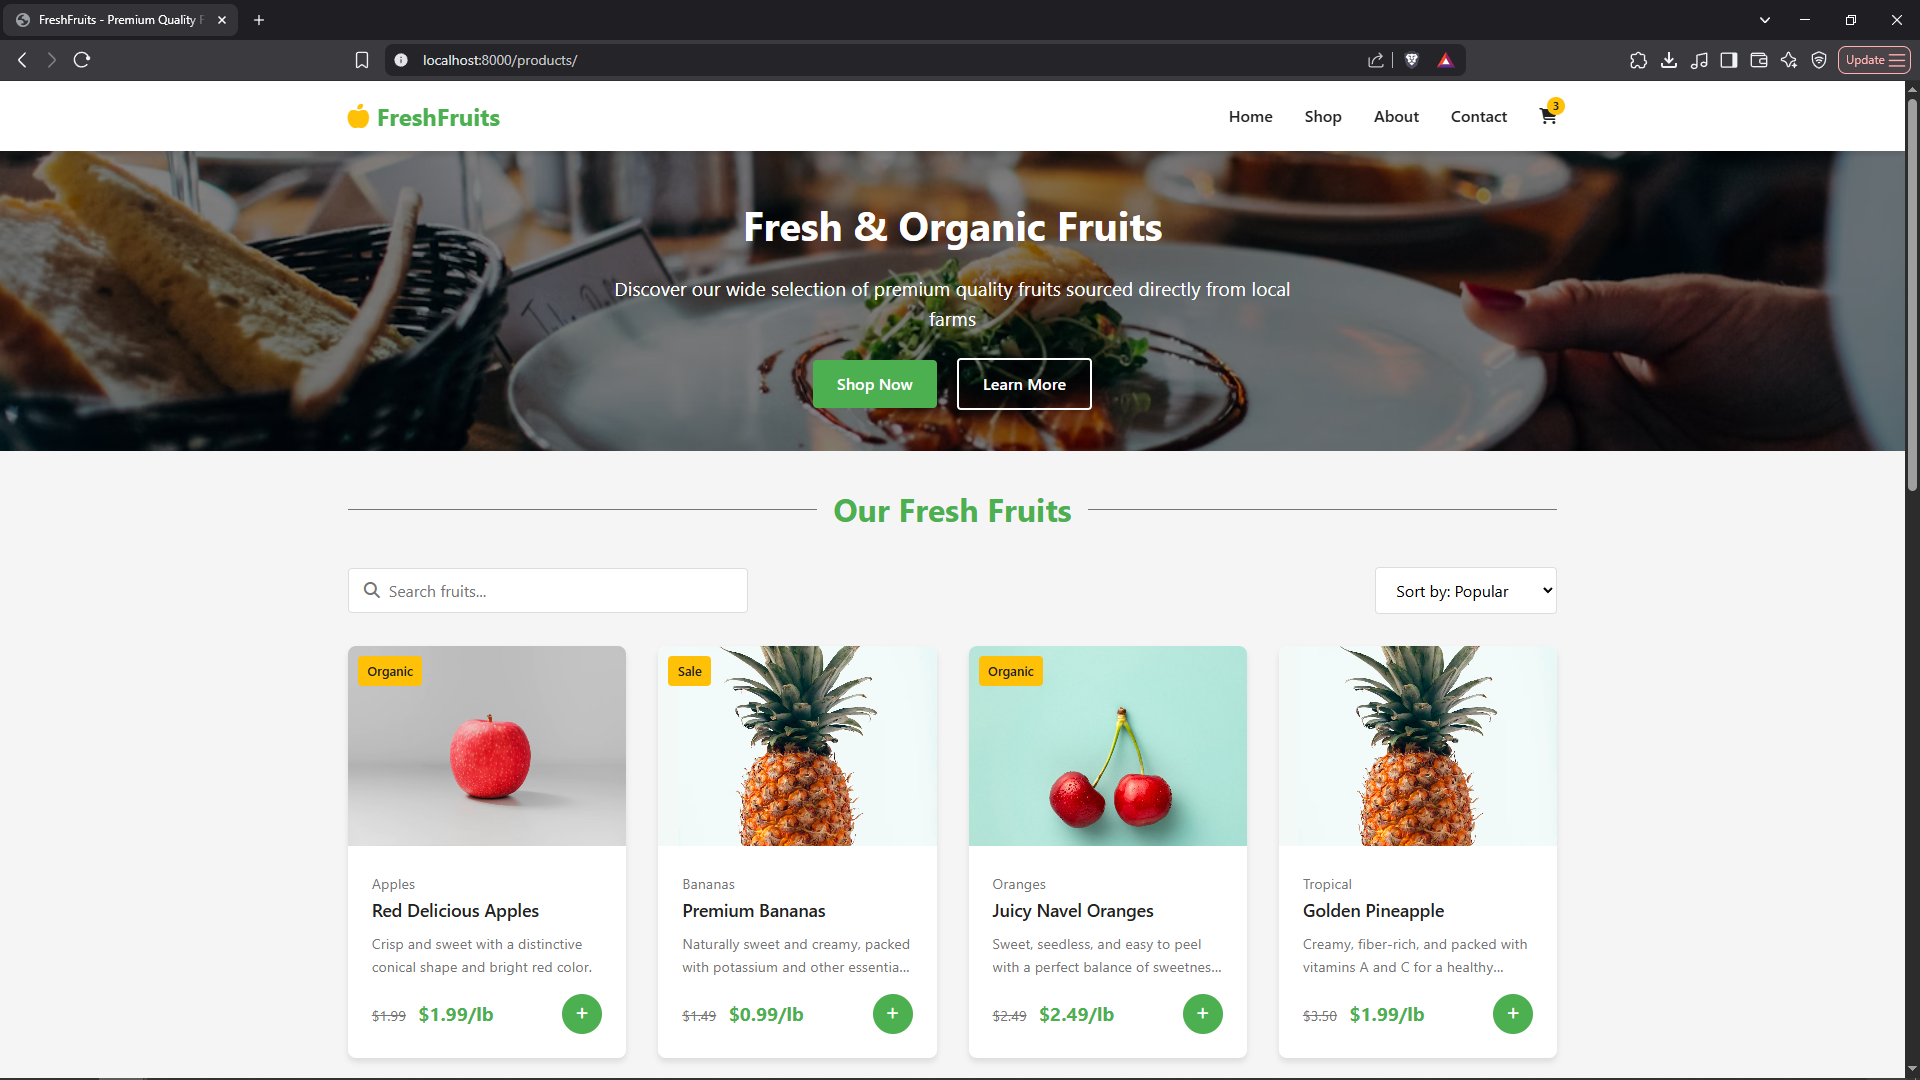 FreshFruits - Premium Quality F
localhost:8000/products/
Update
FreshFruits
Home
Shop
About
Contact
3
Fresh & Organic Fruits
Discover our wide selection of premium quality fruits sourced directly from local
farms
Shop Now
Learn More
Our Fresh Fruits
Search fruits...
Sort by: Popular
Organic
Sale
Organic
Apples
Red Delicious Apples
Crisp and sweet with a distinctive
conical shape and bright red color.
$1.99 $1.99/lb
+
Bananas
Premium Bananas
Naturally sweet and creamy, packed
with potassium and other essentia...
$1.49 $0.99/lb
+
Oranges
Juicy Navel Oranges
Sweet, seedless, and easy to peel
with a perfect balance of sweetnes...
$2.49 $2.49/lb
+
Tropical
Golden Pineapple
Creamy, fiber-rich, and packed with
vitamins A and C for a healthy...
$3.50 $1.99/lb
+